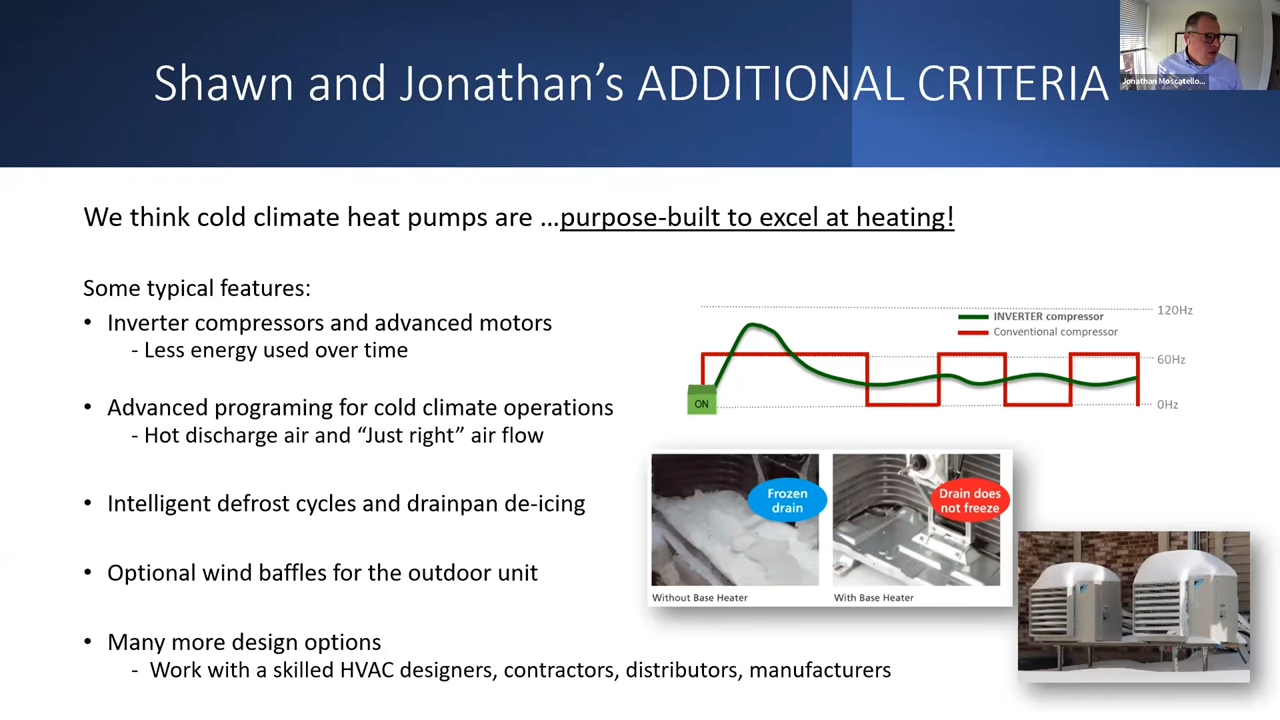 Shawn and Jonathan's ADDITIONAL CRITERIA
Jonathan Moscatello...
We think cold climate heat pumps are ...purpose-built to excel at heating!
Some typical features:
• Inverter compressors and advanced motors
- Less energy used over time
• Advanced programing for cold climate operations
- Hot discharge air and “Just right” air flow
• Intelligent defrost cycles and drainpan de-icing
• Optional wind baffles for the outdoor unit
• Many more design options
- Work with a skilled HVAC designers, contractors, distributors, manufacturers
120Hz
INVERTER compressor
Conventional compressor
60Hz
ON
0Hz
Frozen
drain
Drain does
not freeze
Without Base Heater
With Base Heater